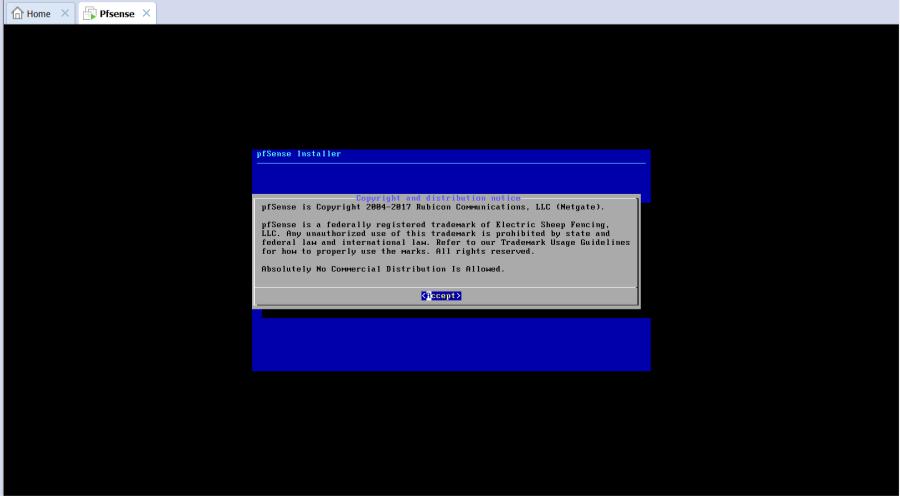 Home
Pfsense
pfSense Installer
Copyright and distribution notice
pfSense is Copyright 2004-2017 Rubicon Communications, LLC (Netgate).
pfSense is a federally registered trademark of Electric Sheep Fencing,
LLC. Any unauthorized use of this trademark is prohibited by state and
federal law and international law. Refer to our Trademark Usage Guidelines
for how to properly use the marks. All rights reserved.
Absolutely No Commercial Distribution Is Allowed.
<Accept>